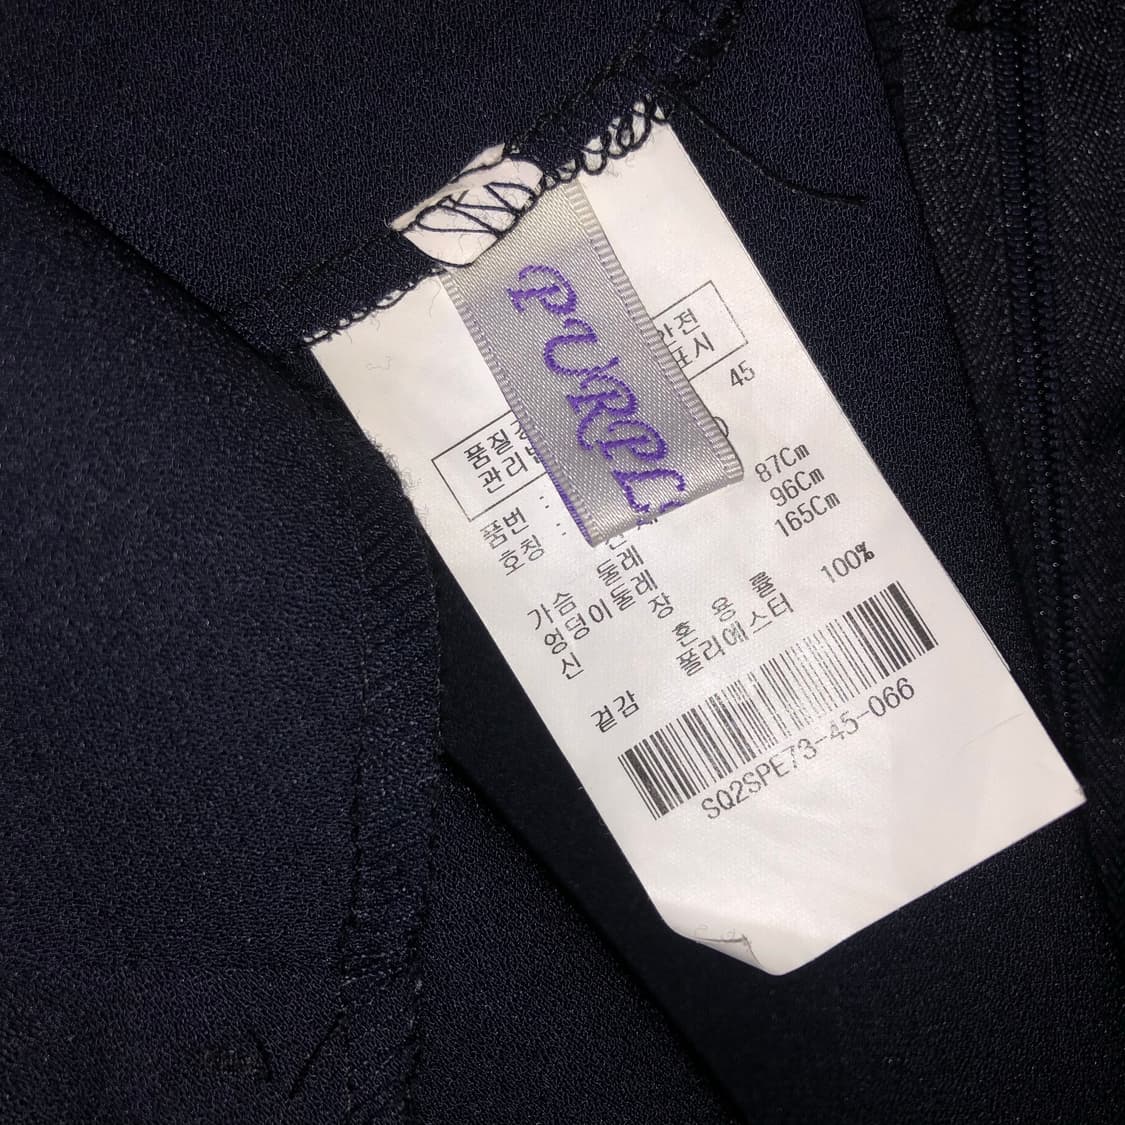 PURPL
안전
표시
45
품질
관리
품번 :
호칭 :
가슴둘레 87Cm
엉덩이둘레 96Cm
신장 165Cm
혼용률
겉감 폴리에스터 100%
SQ2SPE73-45-066